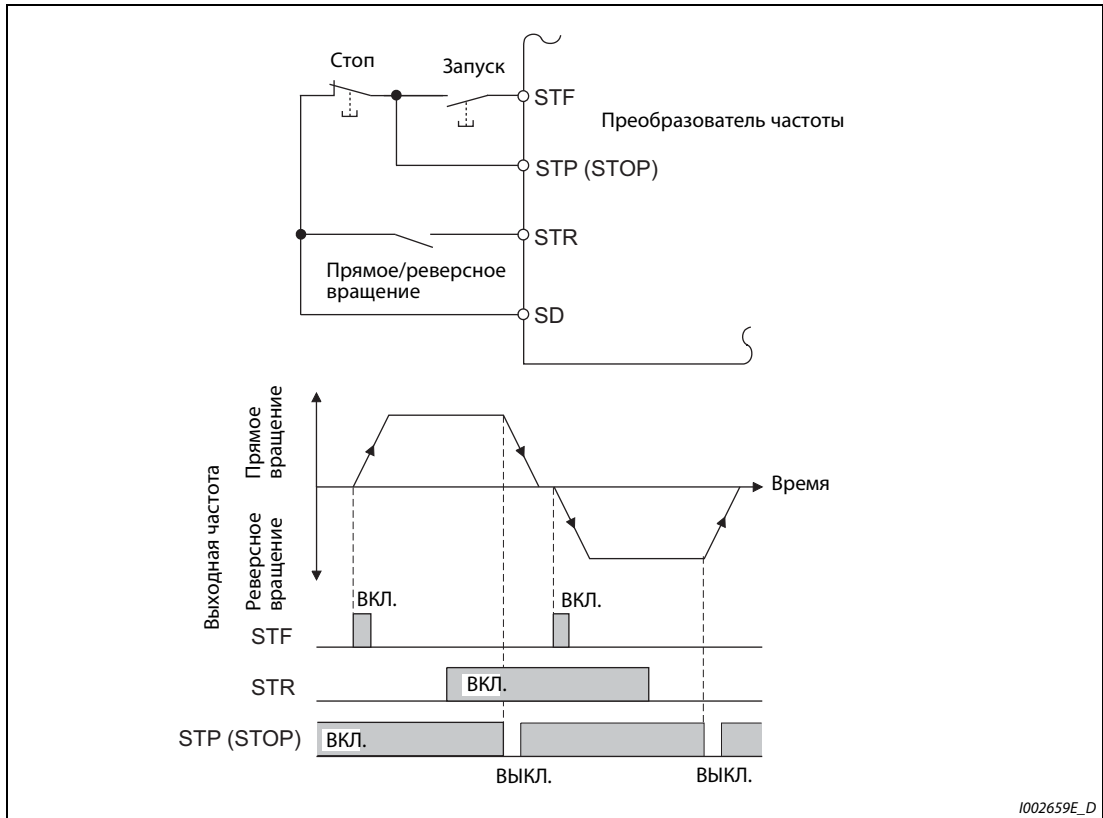 Стоп
Запуск
STF
Преобразователь частоты
STP (STOP)
STR
Прямое/реверсное
вращение
SD
Выходная частота
Прямое
вращение
Реверсное
вращение
Время
ВКЛ.
ВКЛ.
STF
STR
ВКЛ.
STP (STOP)
ВКЛ.
ВЫКЛ.
ВЫКЛ.
I002659E_D